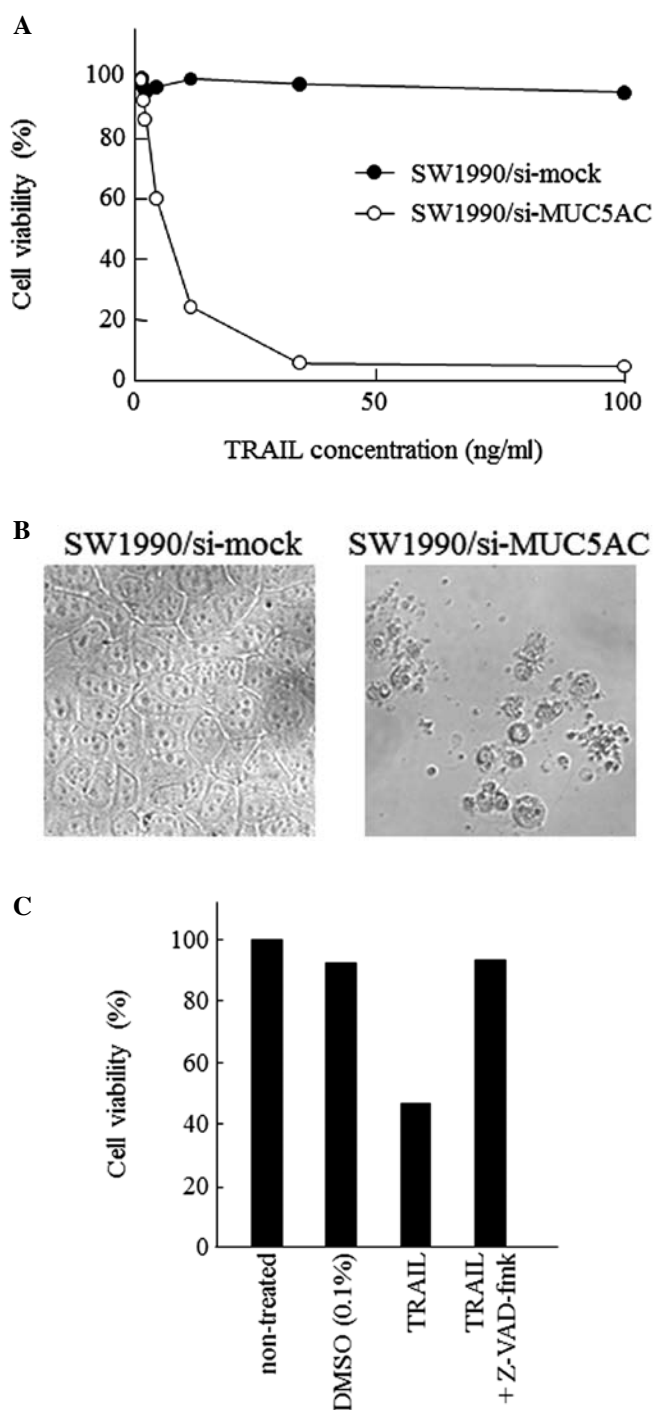 A
Cell viability (%)
100
80
60
40
20
0
SW1990/si-mock
SW1990/si-MUC5AC
0
50
100
TRAIL concentration (ng/ml)
B
SW1990/si-mock
SW1990/si-MUC5AC
C
Cell viability (%)
100
80
60
40
20
0
non-treated
DMSO (0.1%)
TRAIL
TRAIL
+ Z-VAD-fmk